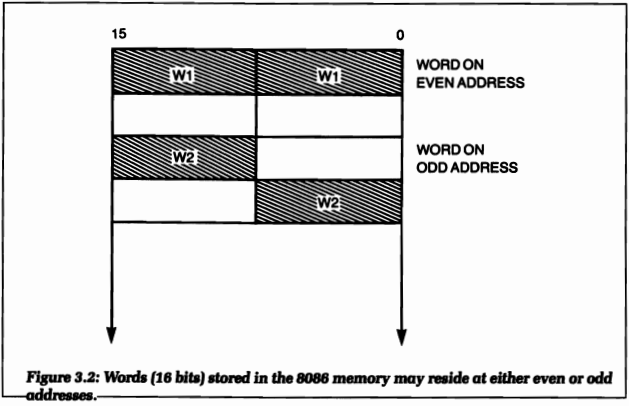 15 0
W1 W1 WORD ON
EVEN ADDRESS
W2 WORD ON
ODD ADDRESS
W2
Figure 3.2: Words (16 bits) stored in the 8086 memory may reside at either even or odd
addresses.